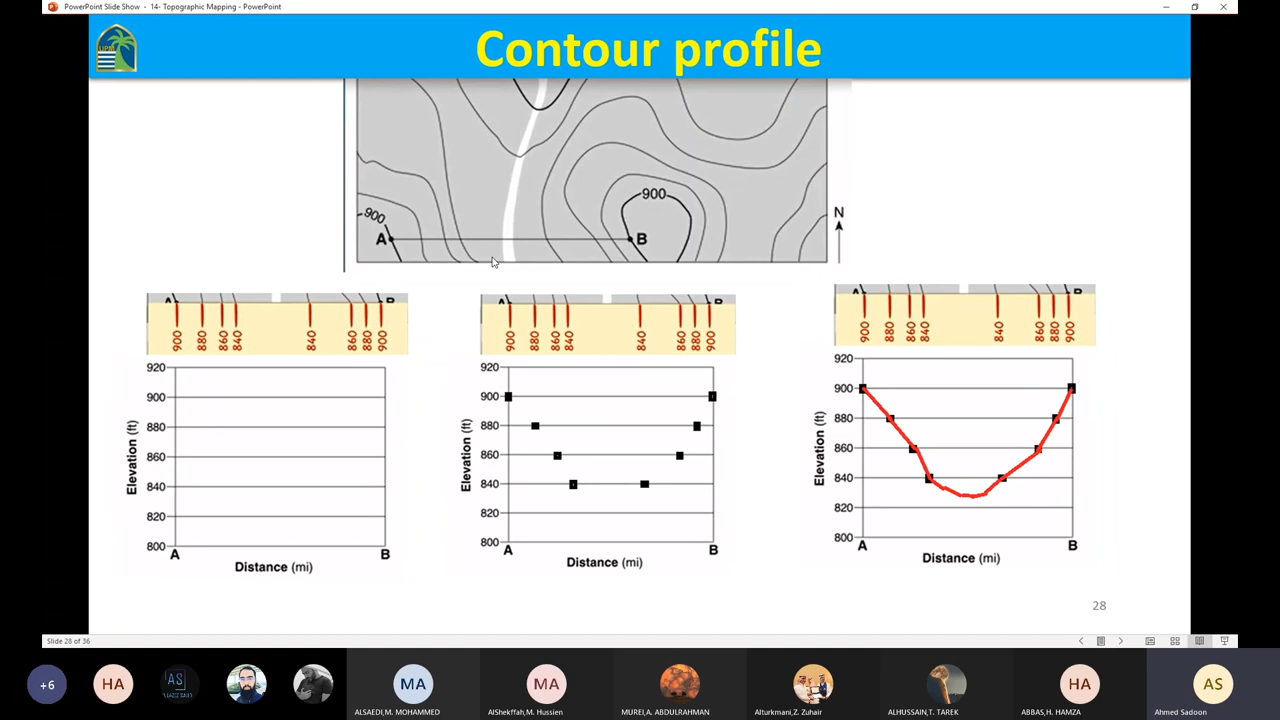 PowerPoint Slide Show - 14- Topographic Mapping - PowerPoint
UPM
Contour profile
900
900
A
B
N
A
B
900
880
860
840
840
860
880
900
A
B
900
880
860
840
840
860
880
900
A
B
900
880
860
840
840
860
880
900
920
900
880
860
840
820
800
Elevation (ft)
A
B
Distance (mi)
920
900
880
860
840
820
800
Elevation (ft)
A
B
Distance (mi)
920
900
880
860
840
820
800
Elevation (ft)
A
B
Distance (mi)
28
Slide 28 of 36
+6
HA
AS
MA
MA
HA
AS
ALSAEDI,M. MOHAMMED
AlShekffah,M. Hussien
MUREI,A. ABDULRAHMAN
Alturkmani,Z. Zuhair
ALHUSSAIN,T. TAREK
ABBAS,H. HAMZA
Ahmed Sadoon